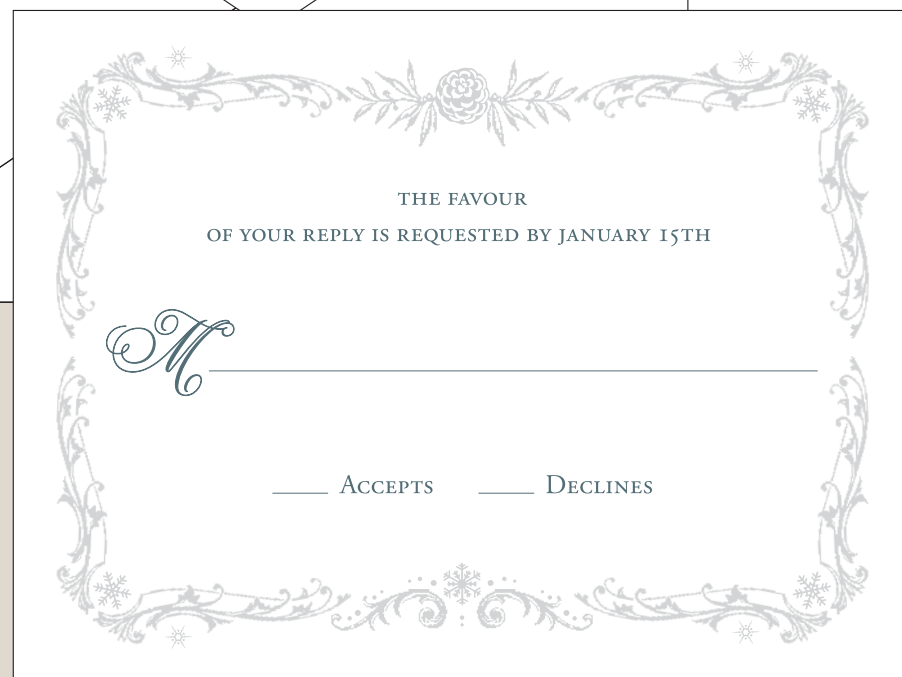 THE FAVOUR
OF YOUR REPLY IS REQUESTED BY JANUARY 15TH
M
ACCEPTS DECLINES